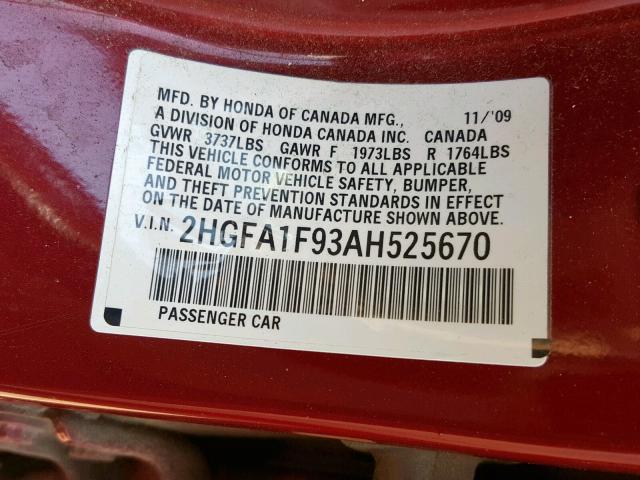 MFD. BY HONDA OF CANADA MFG., 11/'09
A DIVISION OF HONDA CANADA INC. CANADA
GVWR 3737LBS GAWR F 1973LBS R 1764LBS
THIS VEHICLE CONFORMS TO ALL APPLICABLE
FEDERAL MOTOR VEHICLE SAFETY, BUMPER,
AND THEFT PREVENTION STANDARDS IN EFFECT
ON THE DATE OF MANUFACTURE SHOWN ABOVE.
V.I.N. 2HGFA1F93AH525670
PASSENGER CAR